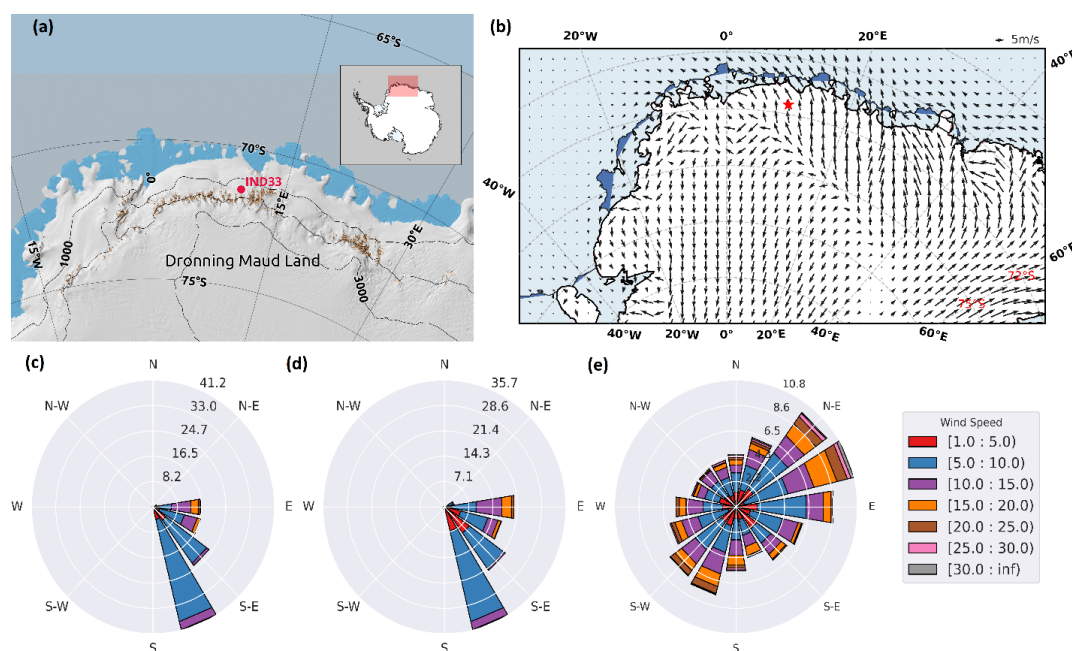 (a)
65°S
70°S
0°
IND33
15°E
15°W
1000
30°E
Dronning Maud Land
75°S
3000
(b)
20°W
0°
20°E
5m/s
40°E
40°W
60°E
72°S
75°S
40°W
20°W
0°
20°E
40°E
60°E
(c)
N
41.2
33.0
24.7
16.5
8.2
N-W
N-E
W
E
S-W
S-E
S
(d)
N
35.7
28.6
21.4
14.3
7.1
N-W
N-E
W
E
S-W
S-E
S
(e)
N
10.8
8.6
6.5
N-W
N-E
W
E
S-W
S-E
S
Wind Speed
[1.0 : 5.0)
[5.0 : 10.0)
[10.0 : 15.0)
[15.0 : 20.0)
[20.0 : 25.0)
[25.0 : 30.0)
[30.0 : inf)